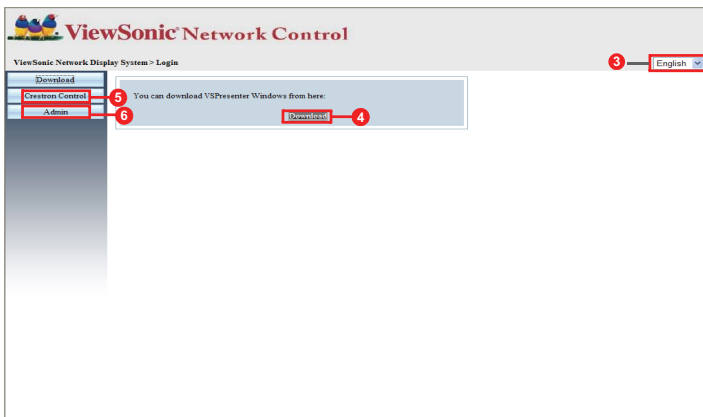 ViewSonic® Network Control
ViewSonic Network Display System > Login
3
English
Download
Crestron Control
5
Admin
6
You can download VSPresenter Windows from here:
Download
4